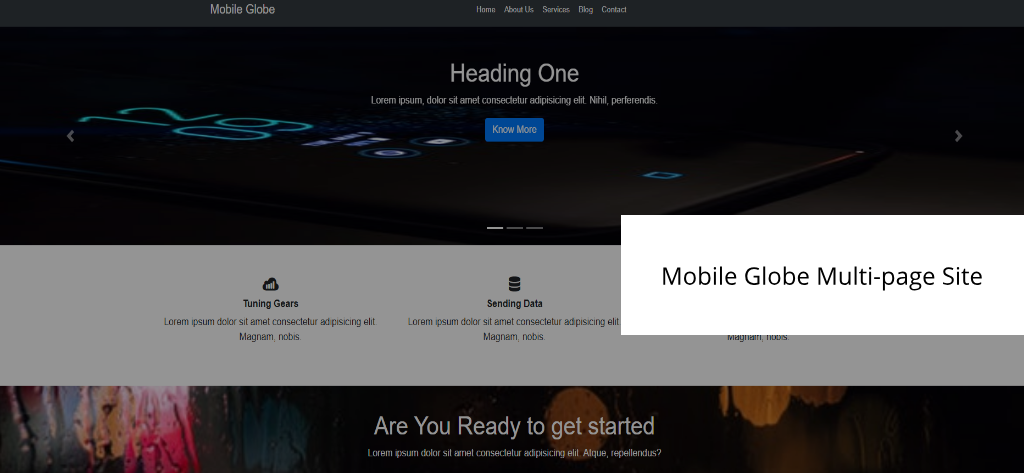 Mobile Globe
Home About Us Services Blog Contact
Heading One
Lorem ipsum, dolor sit amet consectetur adipisicing elit. Nihil, perferendis.
Know More
Mobile Globe Multi-page Site
Tuning Gears
Lorem ipsum dolor sit amet consectetur adipisicing elit.
Magnam, nobis.
Sending Data
Lorem ipsum dolor sit amet consectetur adipisicing elit.
Magnam, nobis.
Magnam, nobis.
Are You Ready to get started
Lorem ipsum dolor sit amet consectetur adipisicing elit. Atque, repellendus?